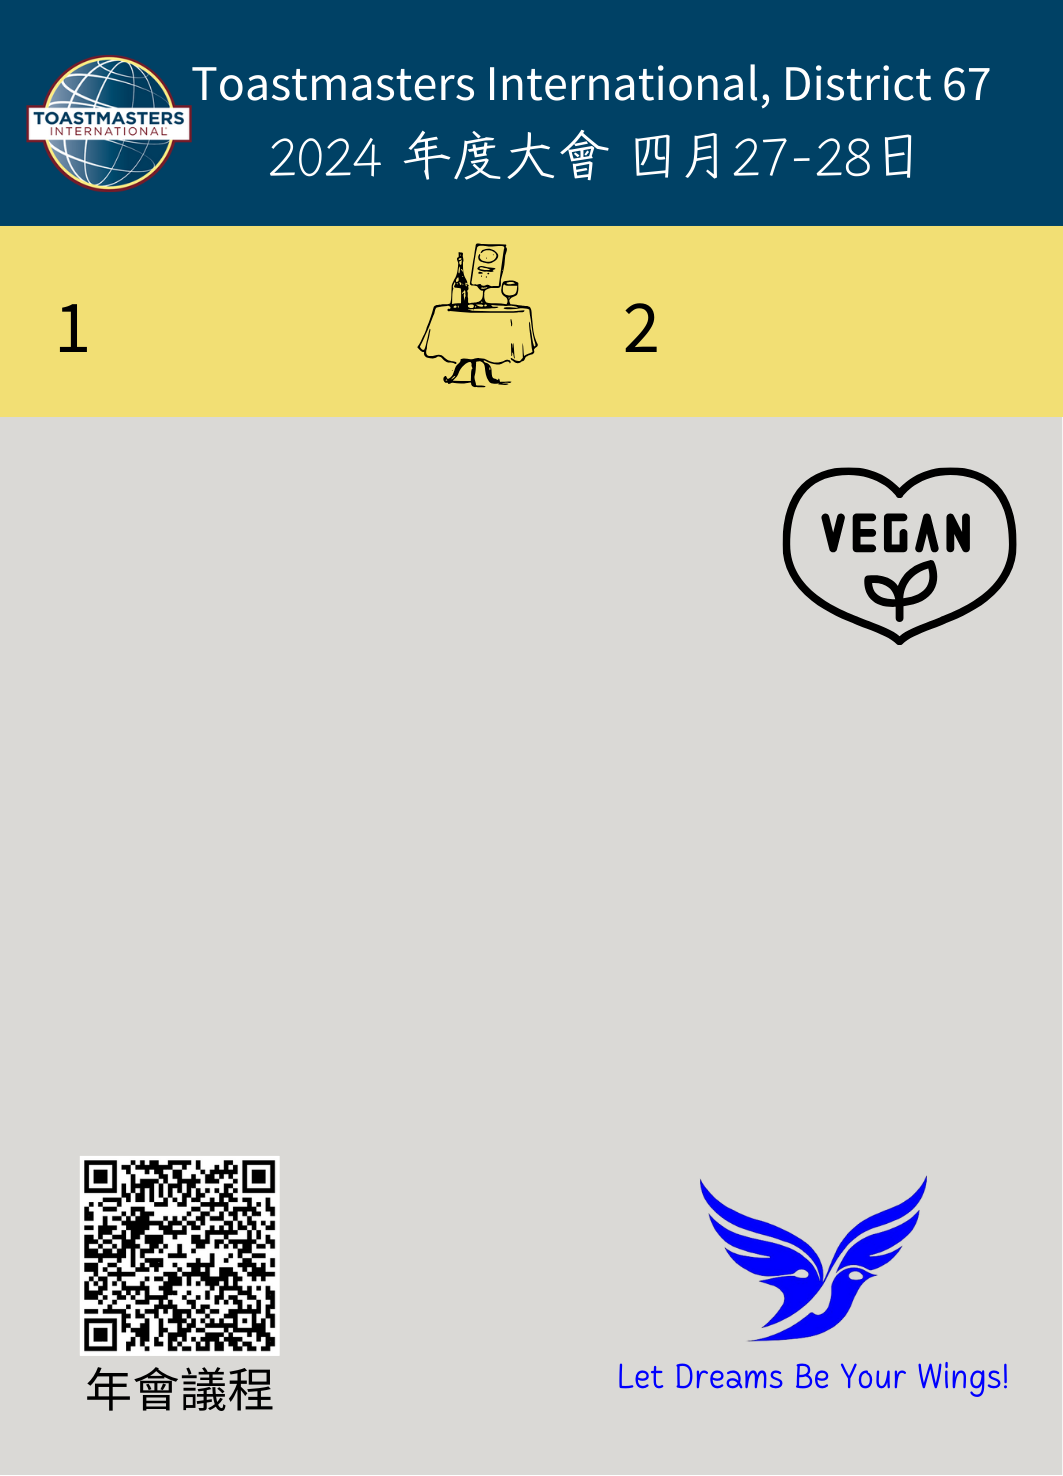 Toastmasters International, District 67
TOASTMASTERS
INTERNATIONAL
2024 年度大會 四月27-28日
1
2
VEGAN
年會議程
Let Dreams Be Your Wings!